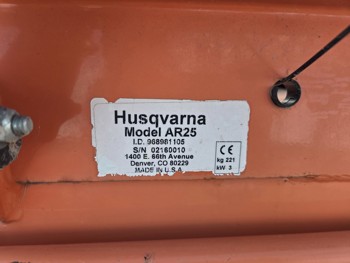 Husqvarna
Model AR25
I.D. 968981105
S/N 02160010
1400 E. 66th Avenue
Denver, CO 80229
MADE IN U.S.A.
CE
kg 221
kW 3